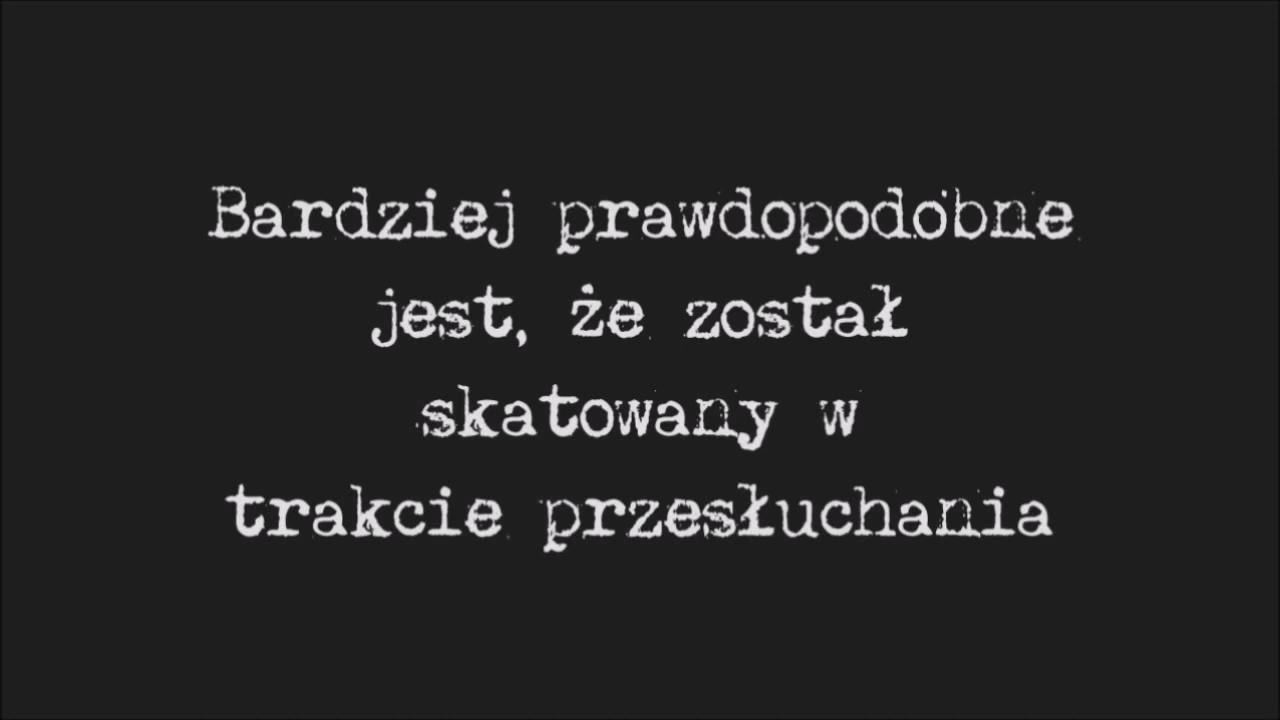 Bardziej prawdopodobne
jest, że został
skatowany w
trakcie przesłuchania